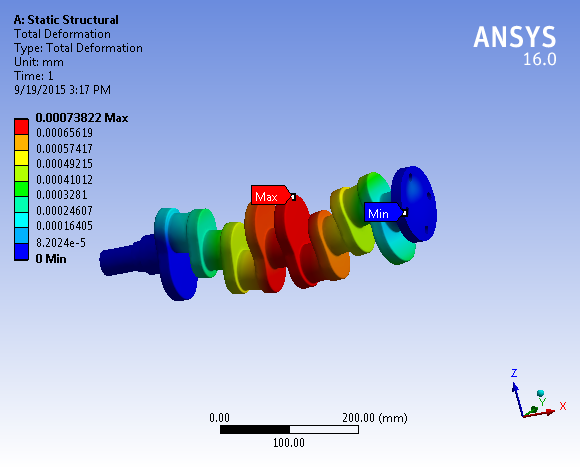 A: Static Structural
Total Deformation
Type: Total Deformation
Unit: mm
Time: 1
9/19/2015 3:17 PM
ANSYS
16.0
0.00073822 Max
0.00065619
0.00057417
0.00049215
0.00041012
0.0003281
0.00024607
0.00016405
8.2024e-5
0 Min
Max
Min
0.00
200.00 (mm)
100.00
Z
Y
X